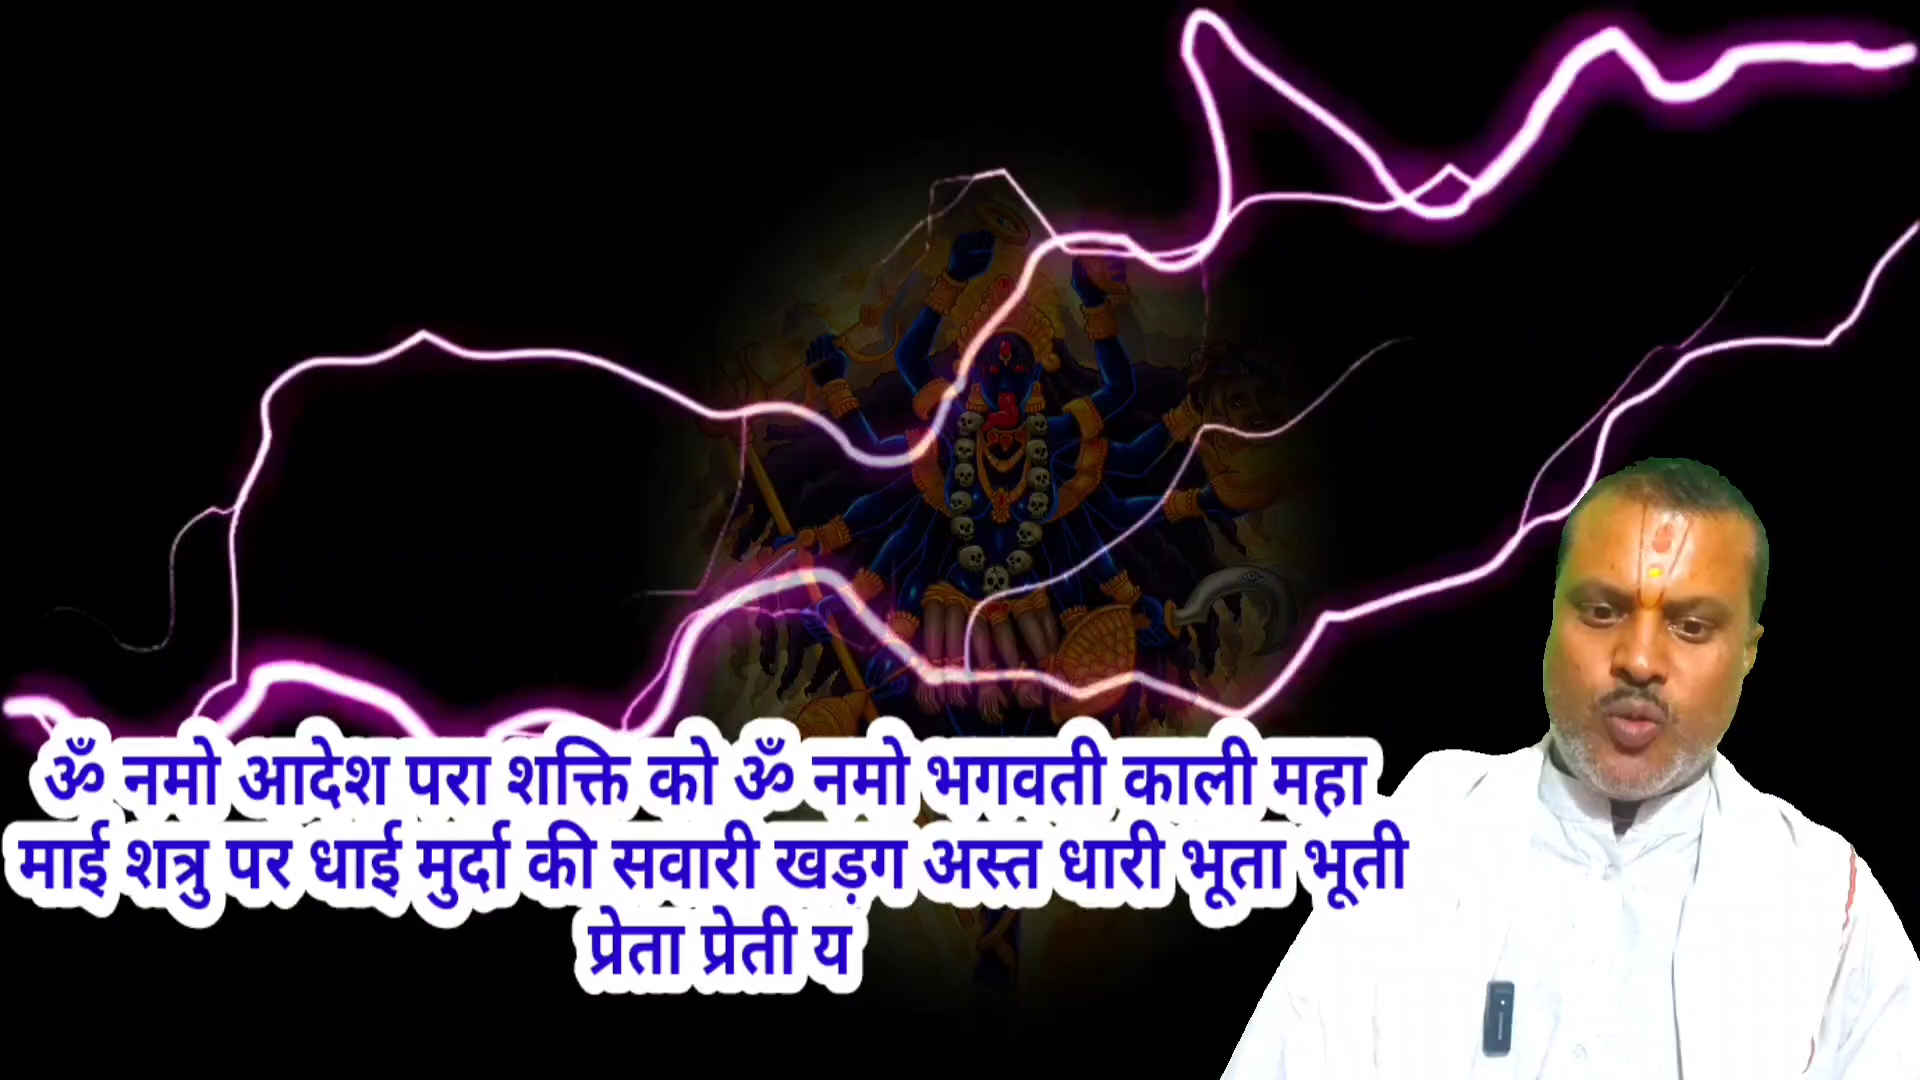 ॐ नमो आदेश परा शक्ति को ॐ नमो भगवती काली महा
माई शत्रु पर धाई मुर्दा की सवारी खड़ग अस्त धारी भूता भूती
प्रेता प्रेती य